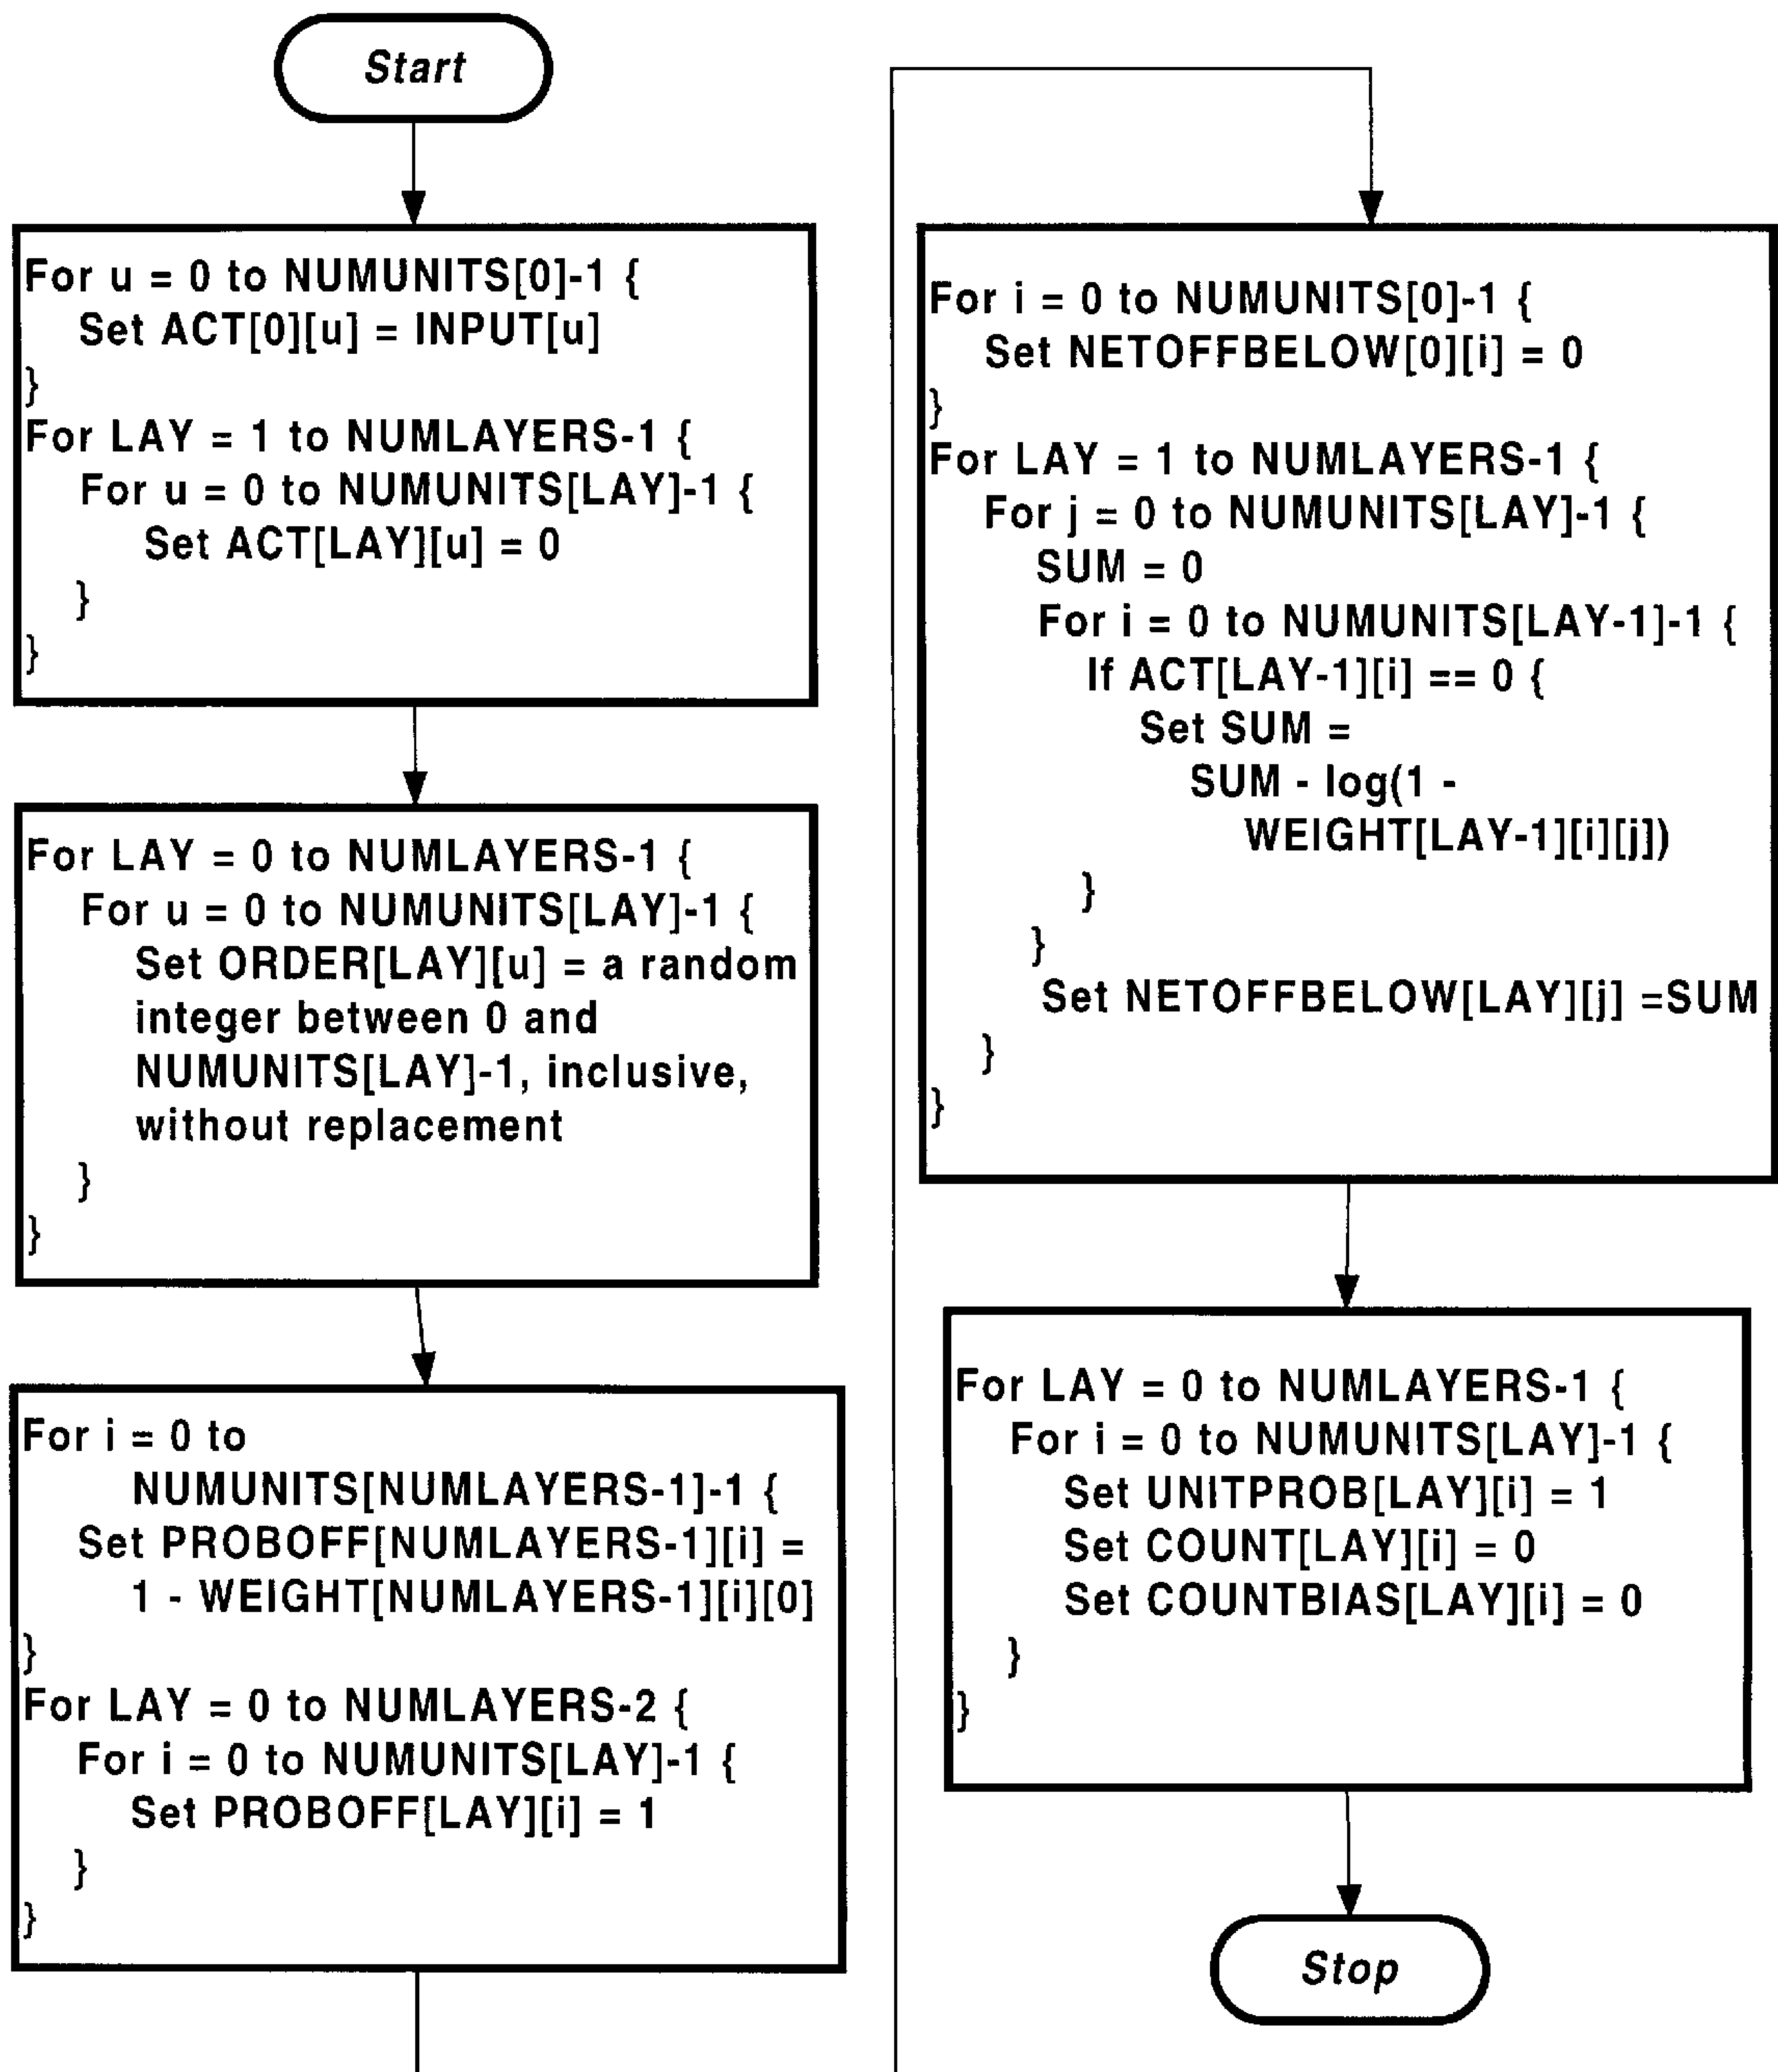 Start
For u = 0 to NUMUNITS[0]-1 {
Set ACT[0][u] = INPUT[u]
}
For LAY = 1 to NUMLAYERS-1 {
For u = 0 to NUMUNITS[LAY]-1 {
Set ACT[LAY][u] = 0
}
}
For LAY = 0 to NUMLAYERS-1 {
For u = 0 to NUMUNITS[LAY]-1 {
Set ORDER[LAY][u] = a random
integer between 0 and
NUMUNITS[LAY]-1, inclusive,
without replacement
}
}
For i = 0 to
NUMUNITS[NUMLAYERS-1]-1 {
Set PROBOFF[NUMLAYERS-1][i] =
1 - WEIGHT[NUMLAYERS-1][i][0]
}
For LAY = 0 to NUMLAYERS-2 {
For i = 0 to NUMUNITS[LAY]-1 {
Set PROBOFF[LAY][i] = 1
}
}
For i = 0 to NUMUNITS[0]-1 {
Set NETOFFBELOW[0][i] = 0
}
For LAY = 1 to NUMLAYERS-1 {
For j = 0 to NUMUNITS[LAY]-1 {
SUM = 0
For i = 0 to NUMUNITS[LAY-1]-1 {
If ACT[LAY-1][i] == 0 {
Set SUM =
SUM - log(1 -
WEIGHT[LAY-1][i][j])
}
}
Set NETOFFBELOW[LAY][j] =SUM
}
}
For LAY = 0 to NUMLAYERS-1 {
For i = 0 to NUMUNITS[LAY]-1 {
Set UNITPROB[LAY][i] = 1
Set COUNT[LAY][i] = 0
Set COUNTBIAS[LAY][i] = 0
}
}
Stop